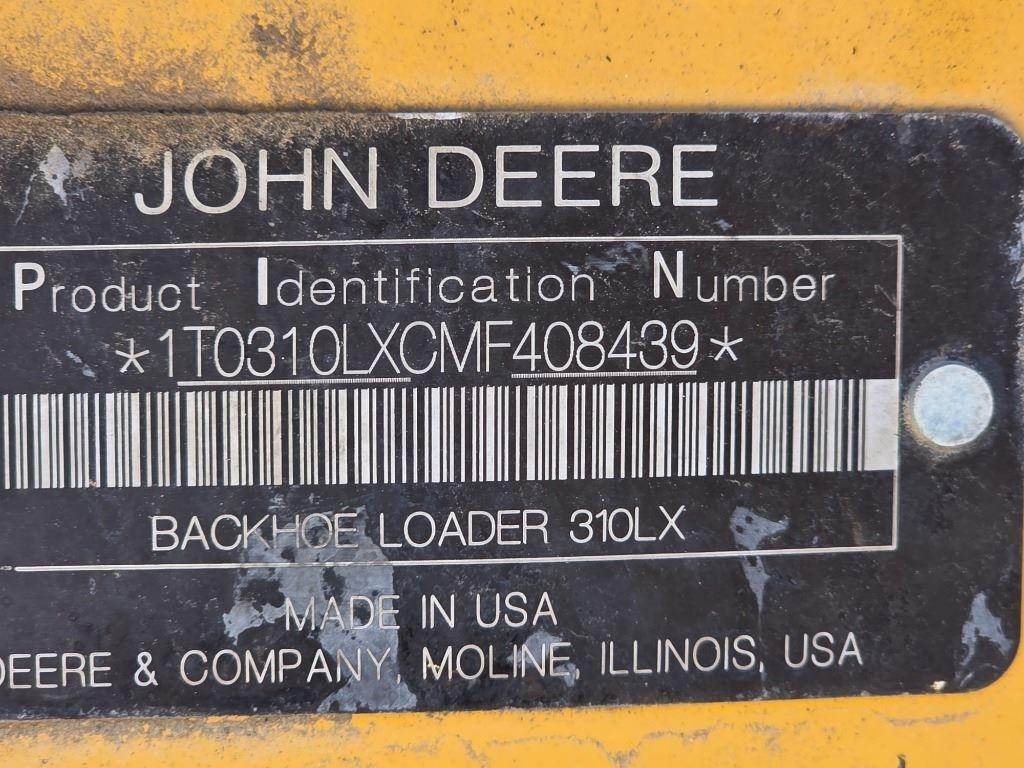 JOHN DEERE
Product Identification Number
*1T0310LXCMF408439*
BACKHOE LOADER 310LX
MADE IN USA
DEERE & COMPANY, MOLINE, ILLINOIS, USA